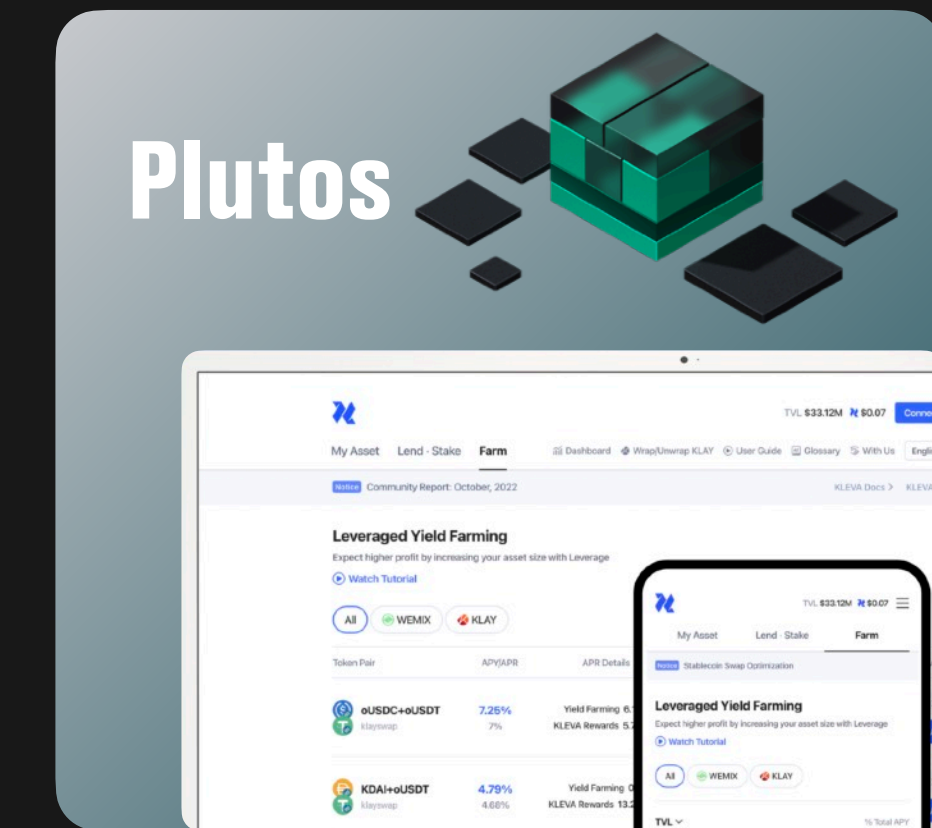 Plutos
TVL $33.12M $0.07
My Asset Lend · Stake Farm Dashboard Wrap/Unwrap KLAY User Guide Glossary With Us
Notice Community Report: October, 2022 KLEVA Docs > KLEVA
Leveraged Yield Farming
Expect higher profit by increasing your asset size with Leverage
Watch Tutorial
All WEMIX KLAY
Token Pair APY/APR APR Details
oUSDC+oUSDT 7.25% Yield Farming
klayswap 7% KLEVA Rewards
KDAI+oUSDT 4.79% Yield Farming
klayswap 4.68% KLEVA Rewards
TVL $33.12M $0.07
My Asset Lend · Stake Farm
Notice Stablecoin Swap Optimization
Leveraged Yield Farming
Expect higher profit by increasing your asset size with Leverage
Watch Tutorial
All WEMIX KLAY
TVL % Total APY